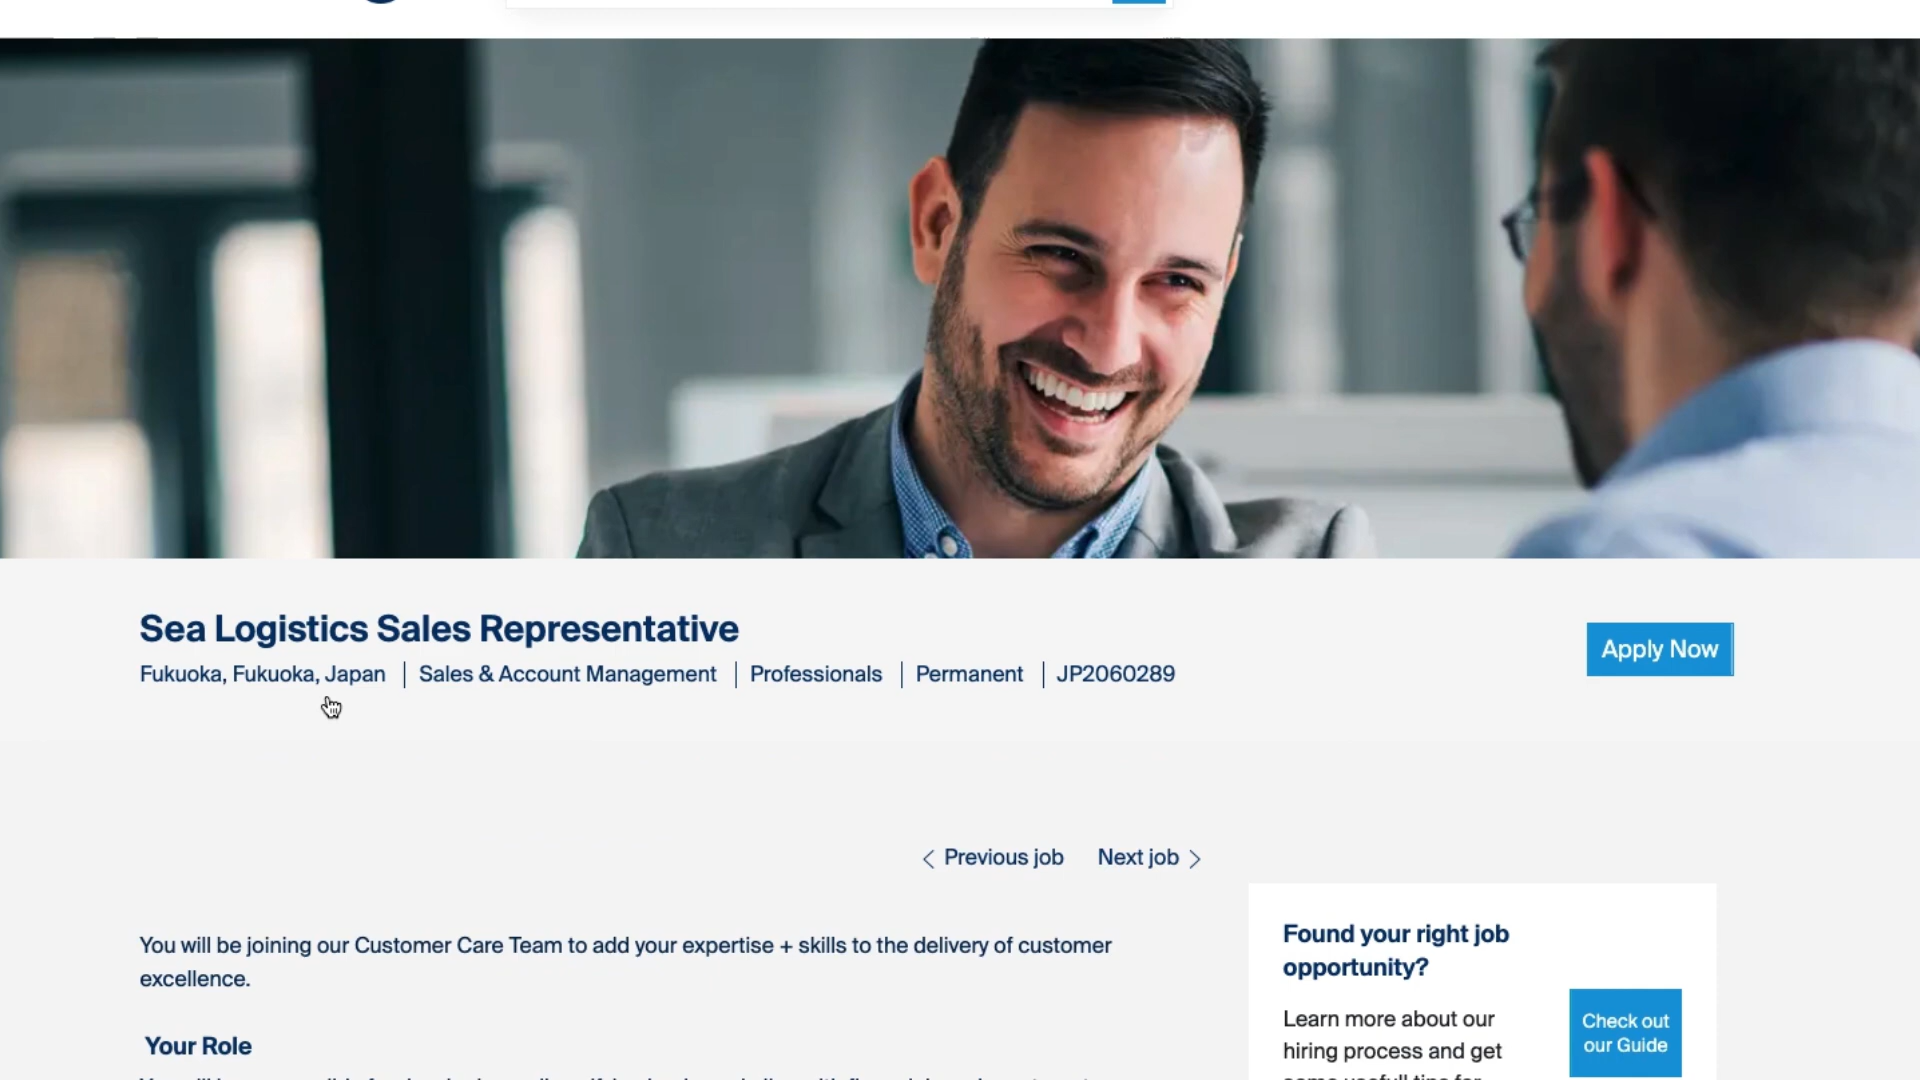 Sea Logistics Sales Representative
Fukuoka, Fukuoka, Japan | Sales & Account Management | Professionals | Permanent | JP2060289
Apply Now
Previous job Next job
You will be joining our Customer Care Team to add your expertise + skills to the delivery of customer
excellence.
Your Role
Found your right job
opportunity?
Learn more about our
hiring process and get
Check out
our Guide